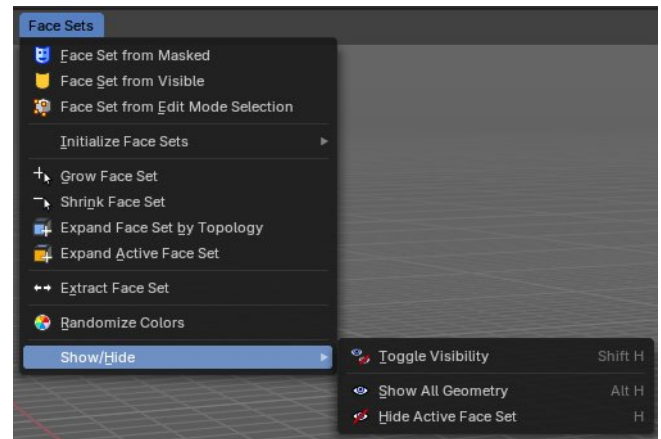 Face Sets
Face Set from Masked
Face Set from Visible
Face Set from Edit Mode Selection
Initialize Face Sets
Grow Face Set
Shrink Face Set
Expand Face Set by Topology
Expand Active Face Set
Extract Face Set
Randomize Colors
Show/Hide
Toggle Visibility Shift H
Show All Geometry Alt H
Hide Active Face Set H